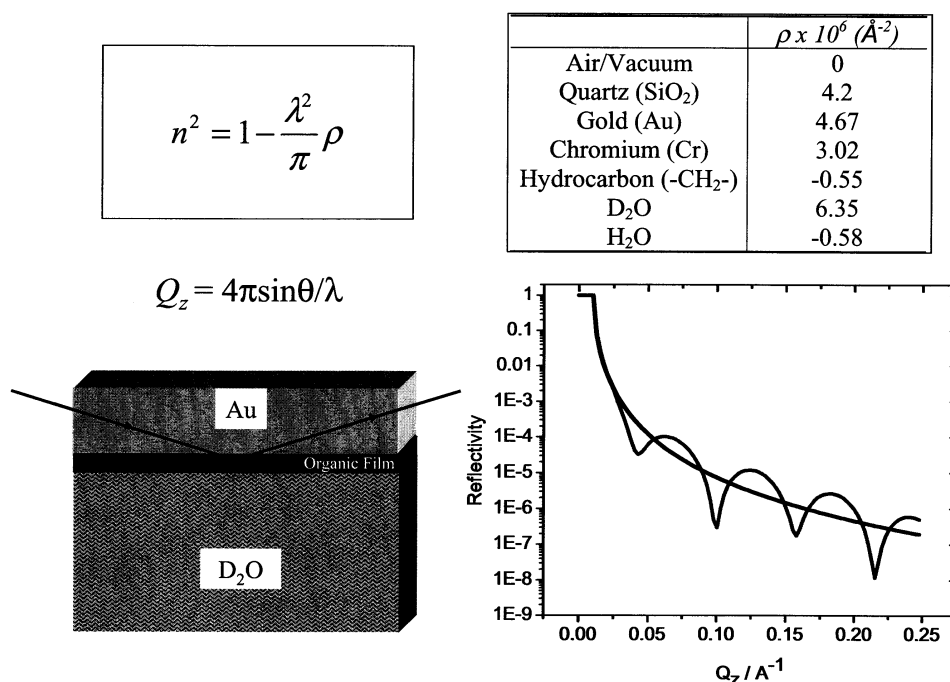 n² = 1 − λ²/π ρ
ρ x 10⁶ (Å⁻²)
Air/Vacuum 0
Quartz (SiO₂) 4.2
Gold (Au) 4.67
Chromium (Cr) 3.02
Hydrocarbon (-CH₂-) -0.55
D₂O 6.35
H₂O -0.58
Q_z = 4πsinθ/λ
Au
Organic Film
D₂O
Reflectivity
1
0.1
0.01
1E-3
1E-4
1E-5
1E-6
1E-7
1E-8
1E-9
0.00 0.05 0.10 0.15 0.20 0.25
Q_z / A⁻¹